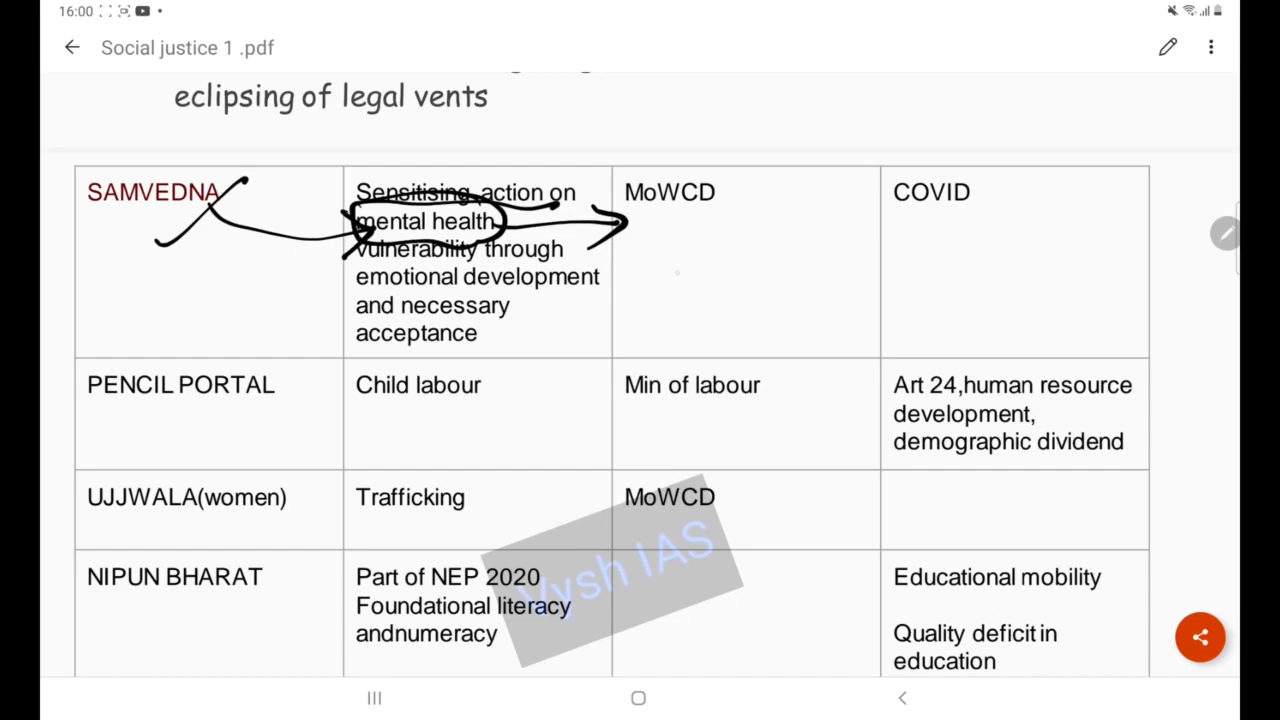 16:00
Social justice 1 .pdf
eclipsing of legal vents
SAMVEDNA
Sensitising action on
mental health
vulnerability through
emotional development
and necessary
acceptance
MoWCD
COVID
PENCIL PORTAL
Child labour
Min of labour
Art 24,human resource
development,
demographic dividend
UJJWALA(women)
Trafficking
MoWCD
NIPUN BHARAT
Part of NEP 2020
Foundational literacy
andnumeracy
Educational mobility
Quality deficit in
education
Vysh IAS